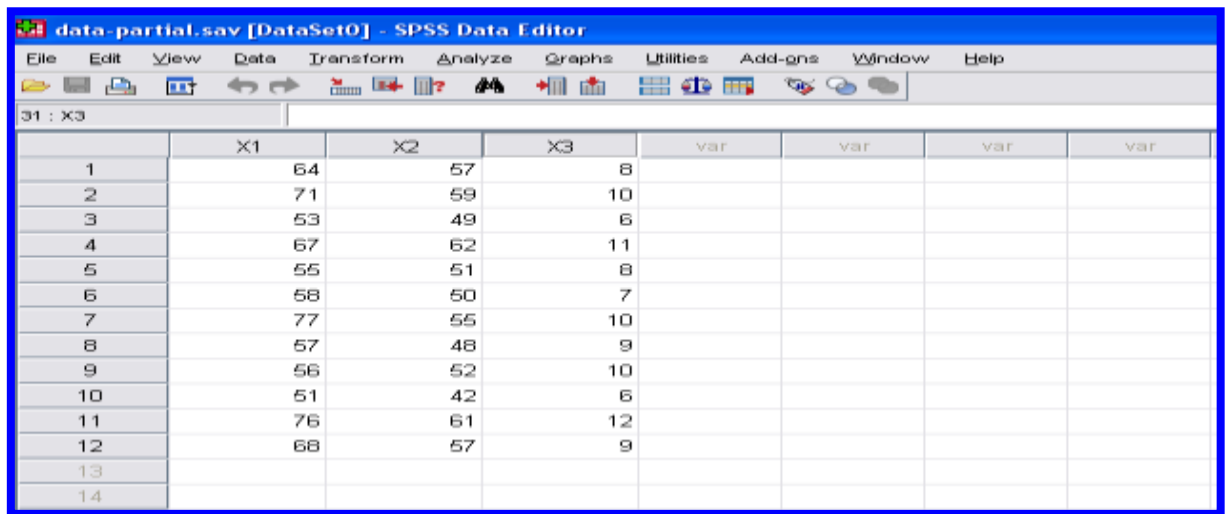 data-partial.sav [DataSet0] - SPSS Data Editor
File Edit View Data Transform Analyze Graphs Utilities Add-ons Window Help
31 : X3
X1 X2 X3 var var var var
1 64 57 8
2 71 59 10
3 53 49 6
4 67 62 11
5 55 51 8
6 58 50 7
7 77 55 10
8 57 48 9
9 56 52 10
10 51 42 6
11 76 61 12
12 68 57 9
13
14